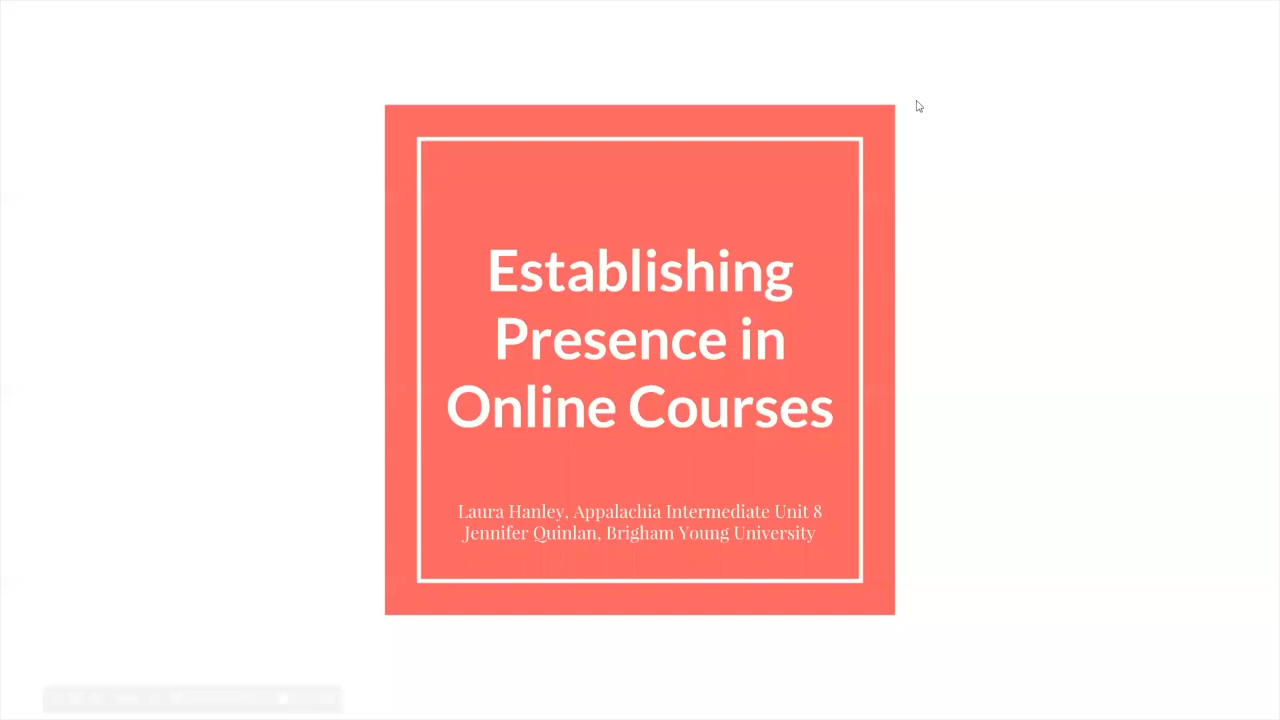 Establishing
Presence in
Online Courses
Laura Hanley, Appalachia Intermediate Unit 8
Jennifer Quinlan, Brigham Young University